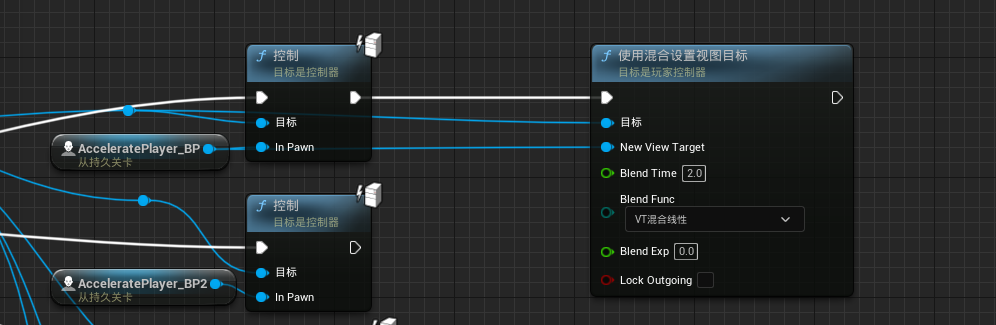 控制
目标是控制器
目标
In Pawn
使用混合设置视图目标
目标是玩家控制器
目标
New View Target
Blend Time 2.0
Blend Func
VT混合线性
Blend Exp 0.0
Lock Outgoing
AcceleratePlayer_BP
从持久关卡
控制
目标是控制器
目标
In Pawn
AcceleratePlayer_BP2
从持久关卡